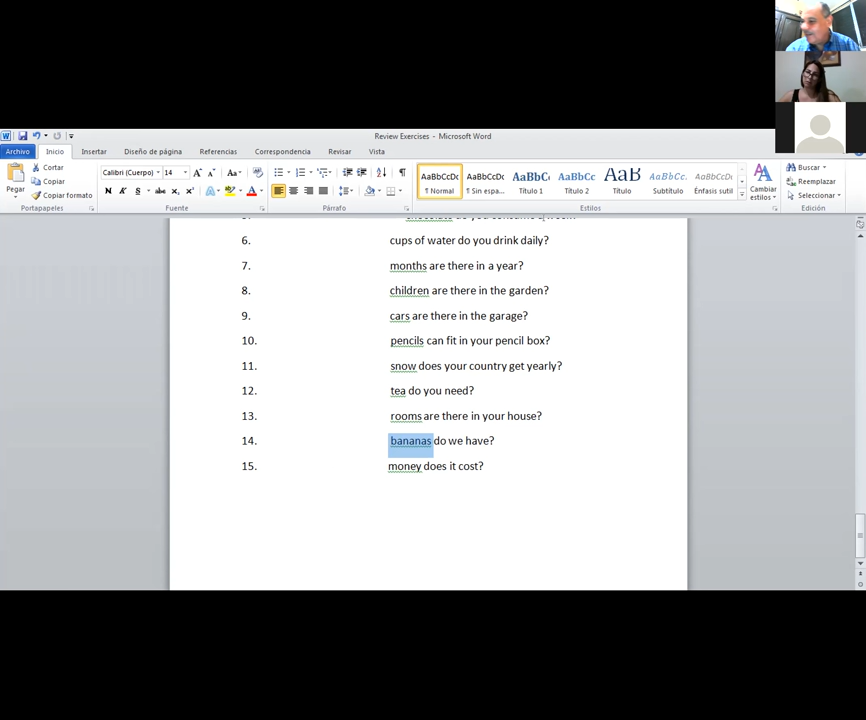 Review Exercises - Microsoft Word
Archivo Inicio Insertar Diseño de página Referencias Correspondencia Revisar Vista
Cortar
Copiar
Copiar formato
Pegar
Calibri (Cuerpo) 14
AaBbCcDc AaBbCcDc AaBbC AaBbCc AaB AaBbCc. AaBbCcDc
¶ Normal ¶ Sin espa... Título 1 Título 2 Título Subtítulo Énfasis sutil
Cambiar estilos
Buscar
Reemplazar
Seleccionar
Portapapeles Fuente Párrafo Estilos Edición
chocolate do you consume a week?
6. cups of water do you drink daily?
7. months are there in a year?
8. children are there in the garden?
9. cars are there in the garage?
10. pencils can fit in your pencil box?
11. snow does your country get yearly?
12. tea do you need?
13. rooms are there in your house?
14. bananas do we have?
15. money does it cost?